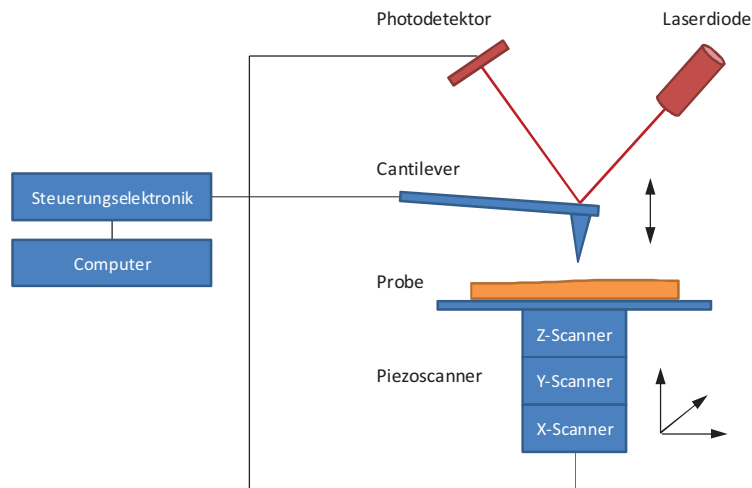 Photodetektor
Laserdiode
Cantilever
Steuerungselektronik
Computer
Probe
Z-Scanner
Piezoscanner
Y-Scanner
X-Scanner